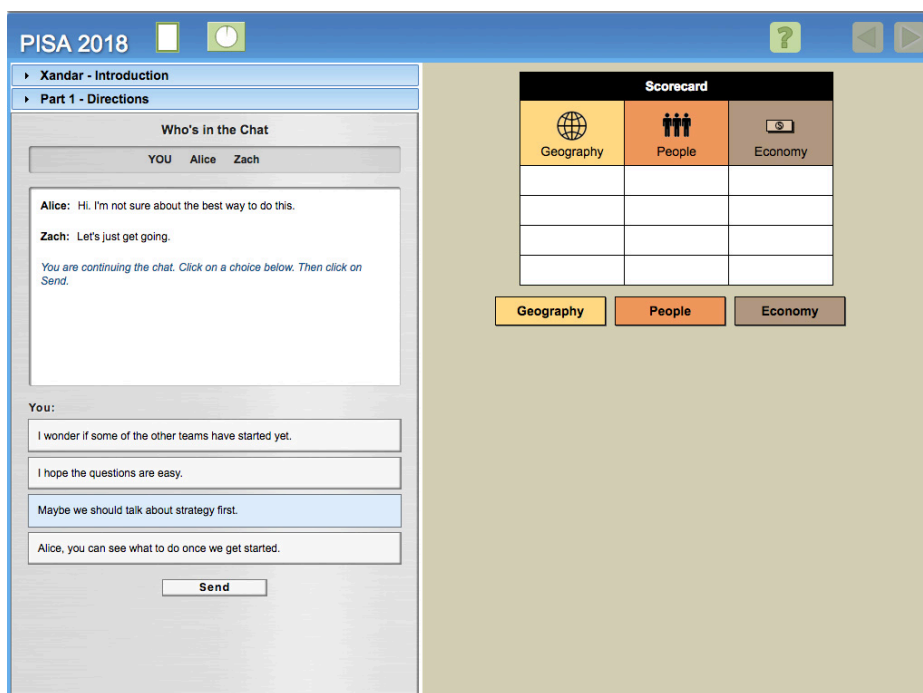 PISA 2018
?
Xandar - Introduction
Part 1 - Directions
Who's in the Chat
YOU Alice Zach
Alice: Hi. I'm not sure about the best way to do this.
Zach: Let's just get going.
You are continuing the chat. Click on a choice below. Then click on
Send.
You:
I wonder if some of the other teams have started yet.
I hope the questions are easy.
Maybe we should talk about strategy first.
Alice, you can see what to do once we get started.
Send
Scorecard
$
Geography People Economy
Geography People Economy